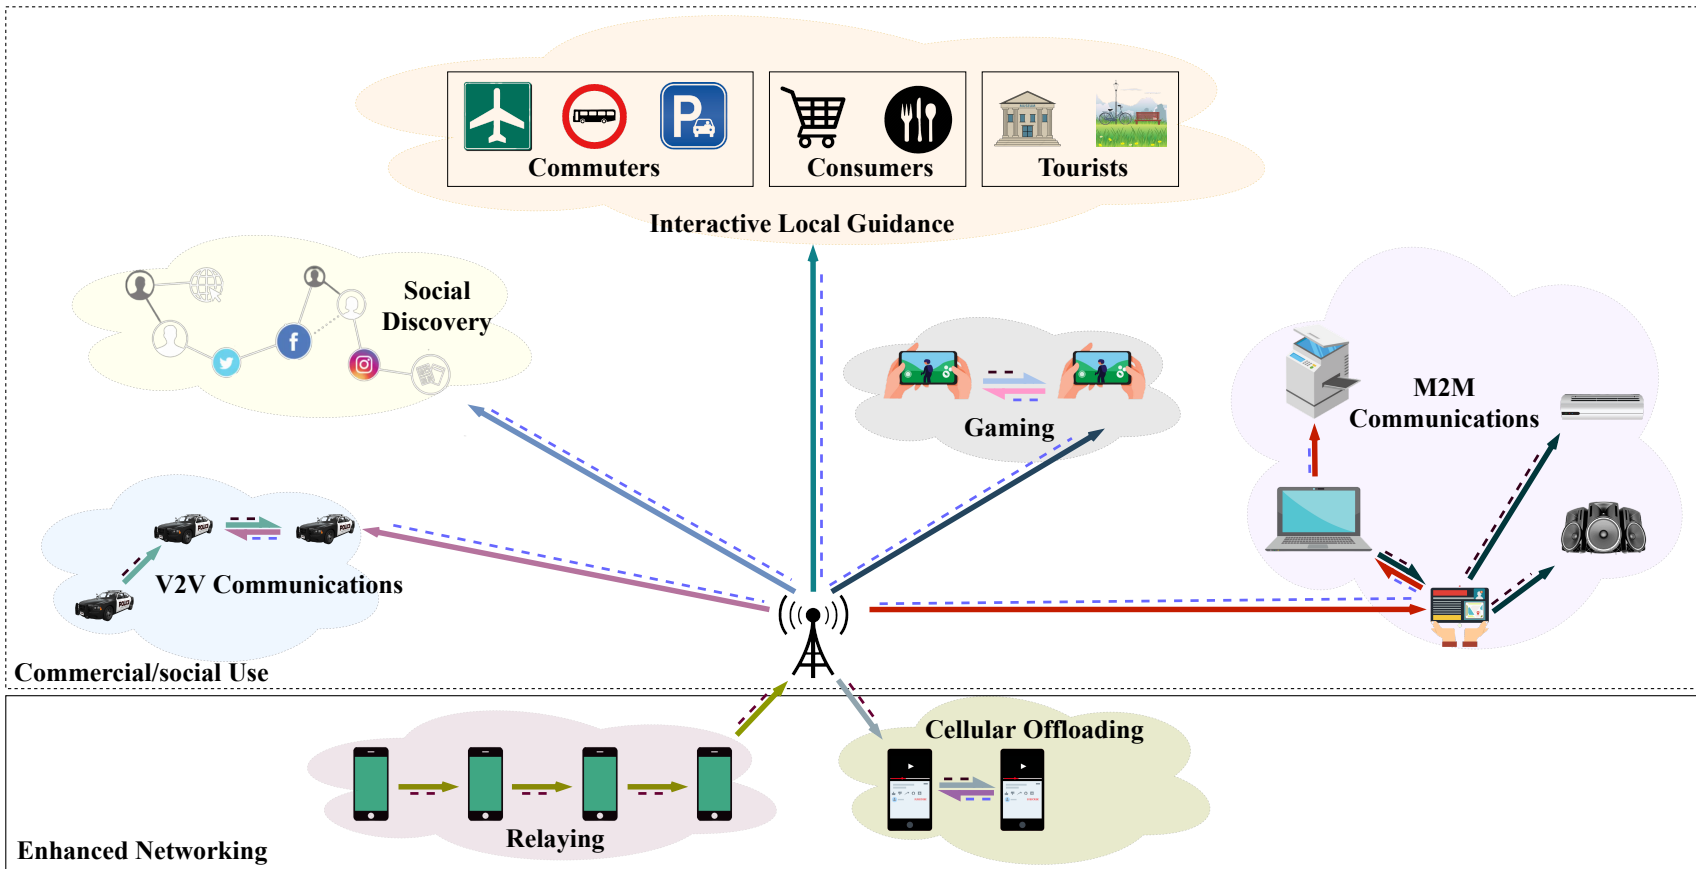 Commuters
Consumers
Tourists
Interactive Local Guidance
Social
Discovery
Gaming
M2M
Communications
V2V Communications
Commercial/social Use
Cellular Offloading
Relaying
Enhanced Networking
P
f
POLICE